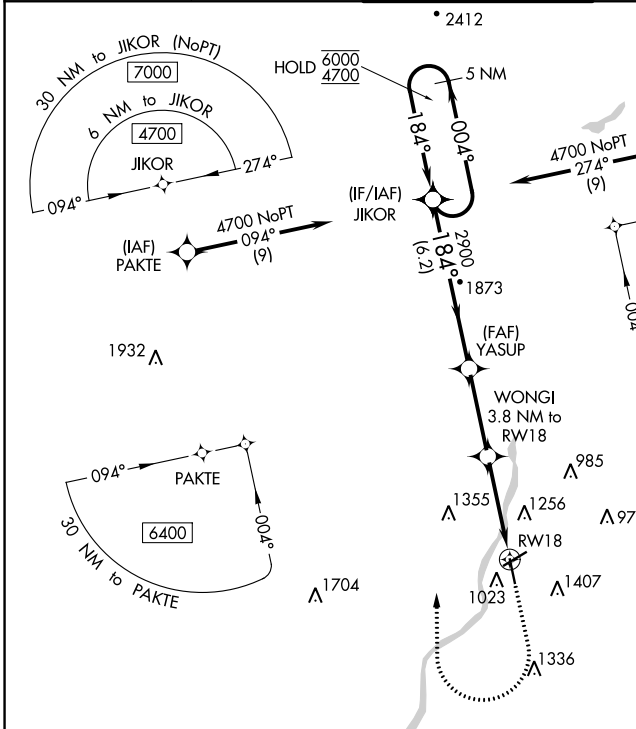 2412
30 NM to JIKOR (NoPT)
7000
6 NM to JIKOR
4700
JIKOR
094°
274°
HOLD
6000
4700
5 NM
184°
004°
(IF/IAF)
JIKOR
4700 NoPT
274°
(9)
4700 NoPT
094°
(9)
(IAF)
PAKTE
2900
184°
(6.2)
1873
004
1932
(FAF)
YASUP
WONGI
3.8 NM to
RW18
094°
PAKTE
004°
6400
30 NM to PAKTE
985
1355
1256
97
RW18
1704
1023
1407
1336